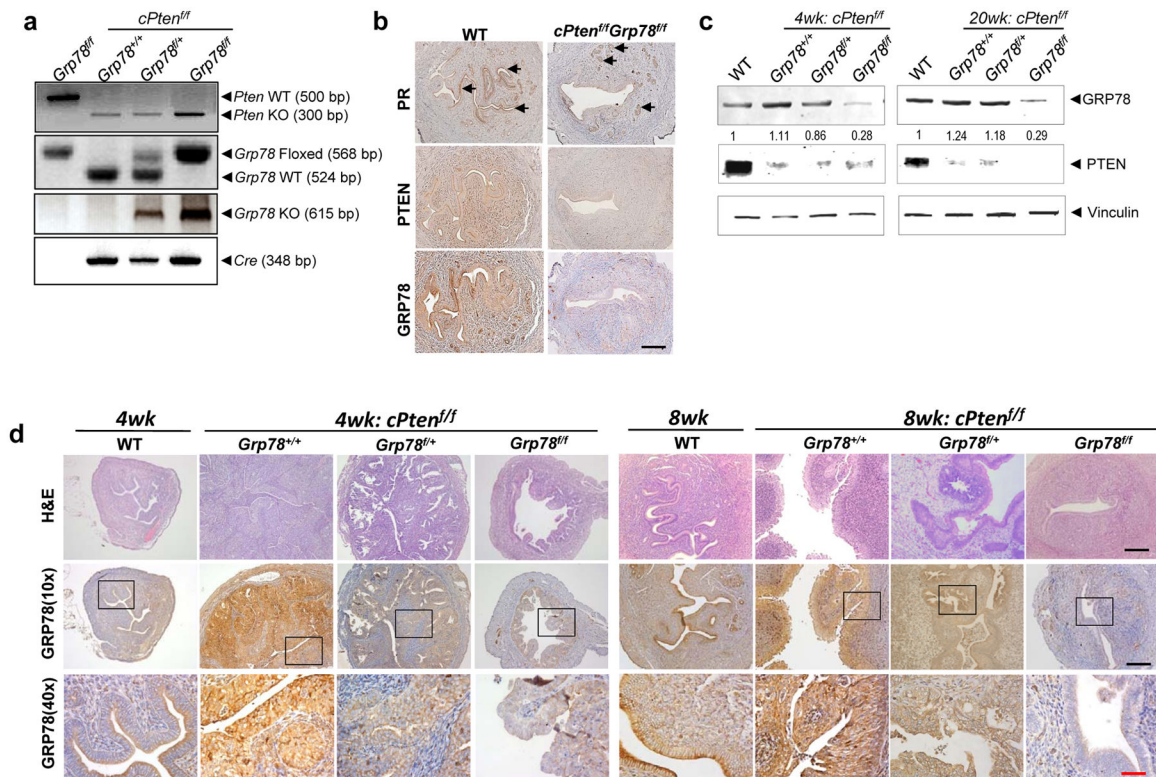 a
cPten^f/f
Grp78^f/f
Grp78^+/+
Grp78^f/+
Grp78^f/f
Pten WT (500 bp)
Pten KO (300 bp)
Grp78 Floxed (568 bp)
Grp78 WT (524 bp)
Grp78 KO (615 bp)
Cre (348 bp)
b
WT
cPten^f/fGrp78^f/f
PR
PTEN
GRP78
c
4wk: cPten^f/f
20wk: cPten^f/f
WT
Grp78^+/+
Grp78^f/+
Grp78^f/f
WT
Grp78^+/+
Grp78^f/+
Grp78^f/f
GRP78
1 1.11 0.86 0.28
1 1.24 1.18 0.29
PTEN
Vinculin
d
4wk
4wk: cPten^f/f
8wk
8wk: cPten^f/f
WT
Grp78^+/+
Grp78^f/+
Grp78^f/f
WT
Grp78^+/+
Grp78^f/+
Grp78^f/f
H&E
GRP78(10x)
GRP78(40x)